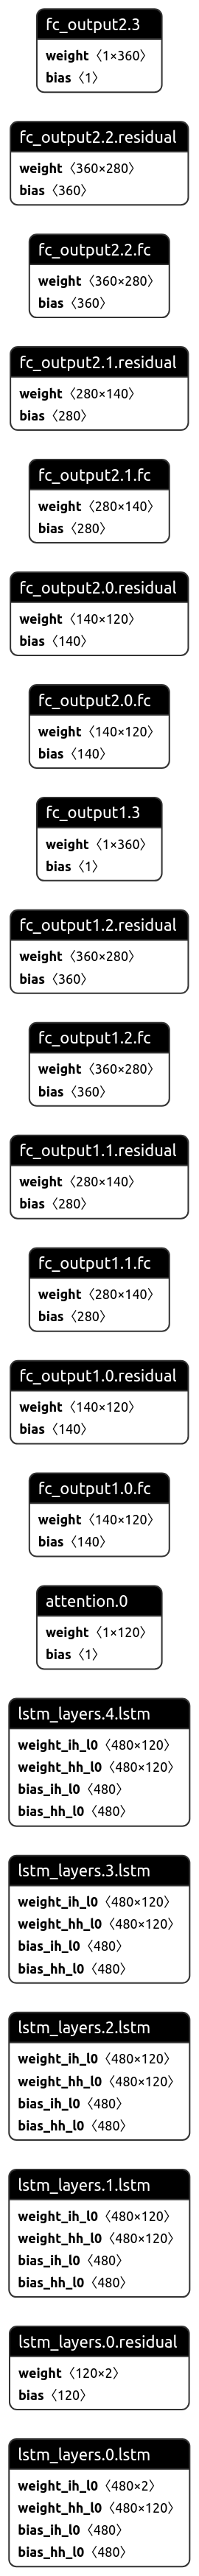 fc_output2.3
weight〈1×360〉
bias〈1〉
fc_output2.2.residual
weight〈360×280〉
bias〈360〉
fc_output2.2.fc
weight〈360×280〉
bias〈360〉
fc_output2.1.residual
weight〈280×140〉
bias〈280〉
fc_output2.1.fc
weight〈280×140〉
bias〈280〉
fc_output2.0.residual
weight〈140×120〉
bias〈140〉
fc_output2.0.fc
weight〈140×120〉
bias〈140〉
fc_output1.3
weight〈1×360〉
bias〈1〉
fc_output1.2.residual
weight〈360×280〉
bias〈360〉
fc_output1.2.fc
weight〈360×280〉
bias〈360〉
fc_output1.1.residual
weight〈280×140〉
bias〈280〉
fc_output1.1.fc
weight〈280×140〉
bias〈280〉
fc_output1.0.residual
weight〈140×120〉
bias〈140〉
fc_output1.0.fc
weight〈140×120〉
bias〈140〉
attention.0
weight〈1×120〉
bias〈1〉
lstm_layers.4.lstm
weight_ih_l0〈480×120〉
weight_hh_l0〈480×120〉
bias_ih_l0〈480〉
bias_hh_l0〈480〉
lstm_layers.3.lstm
weight_ih_l0〈480×120〉
weight_hh_l0〈480×120〉
bias_ih_l0〈480〉
bias_hh_l0〈480〉
lstm_layers.2.lstm
weight_ih_l0〈480×120〉
weight_hh_l0〈480×120〉
bias_ih_l0〈480〉
bias_hh_l0〈480〉
lstm_layers.1.lstm
weight_ih_l0〈480×120〉
weight_hh_l0〈480×120〉
bias_ih_l0〈480〉
bias_hh_l0〈480〉
lstm_layers.0.residual
weight〈120×2〉
bias〈120〉
lstm_layers.0.lstm
weight_ih_l0〈480×2〉
weight_hh_l0〈480×120〉
bias_ih_l0〈480〉
bias_hh_l0〈480〉